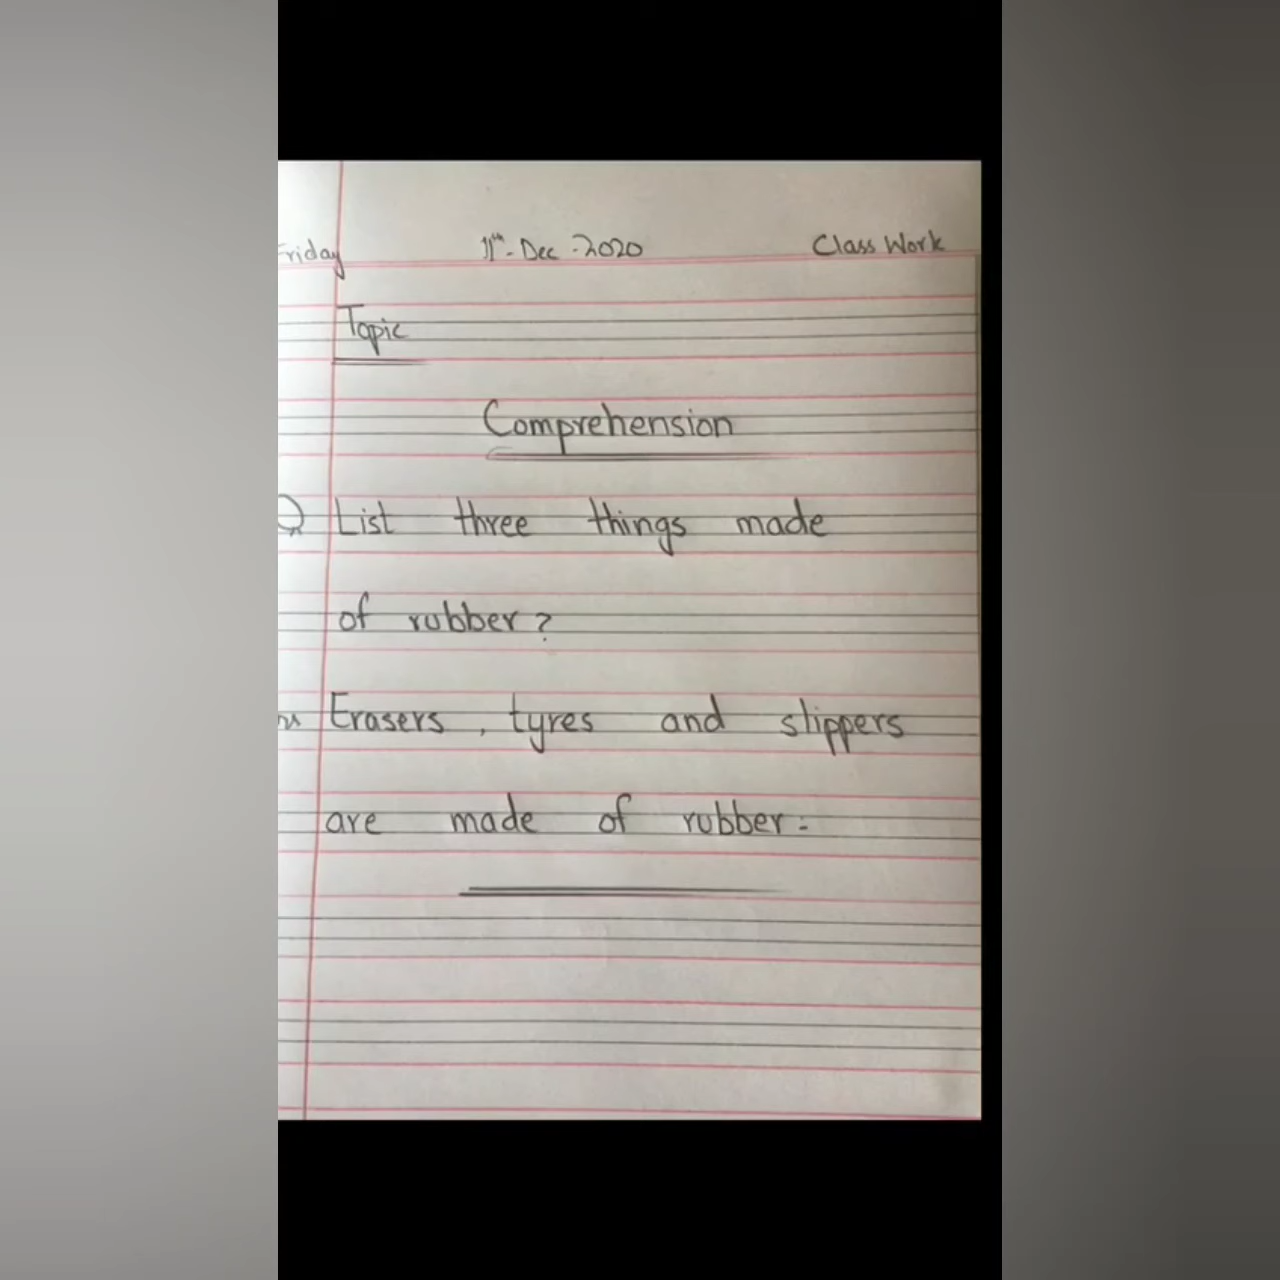 Friday 11th - Dec - 2020 Class Work
Topic
Comprehension
Q List three things made
of rubber?
Erasers, tyres and slippers
are made of rubber.